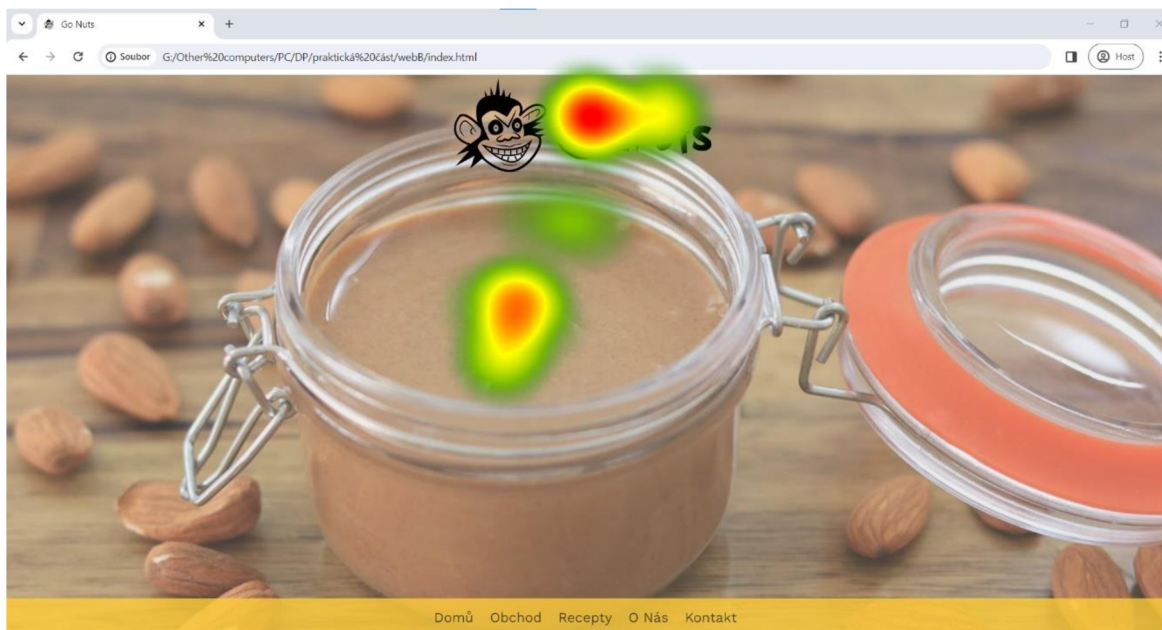 Go Nuts
Soubor G:/Other%20computers/PC/DP/praktická%20část/webB/index.html
Host
Domů Obchod Recepty O Nás Kontakt